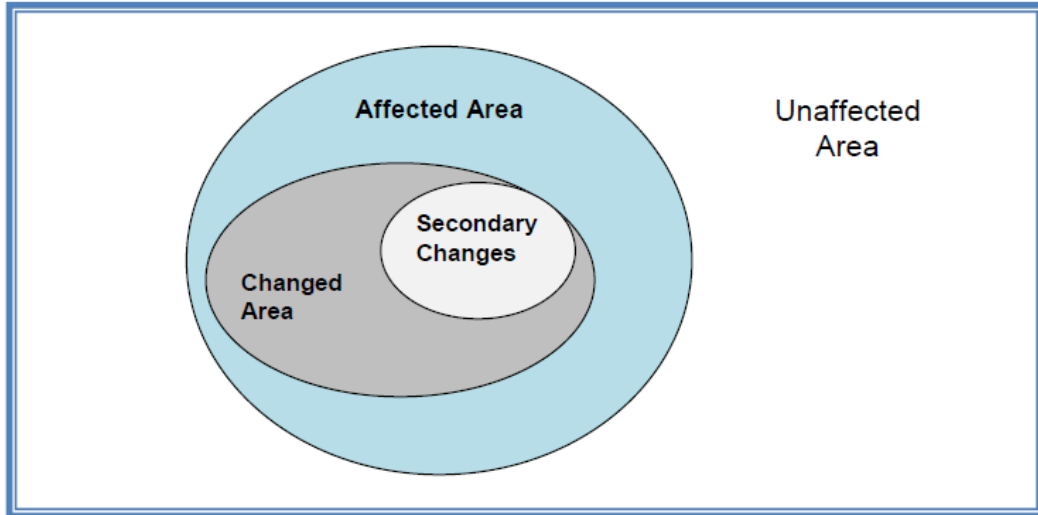 Affected Area
Unaffected
Area
Secondary
Changes
Changed
Area